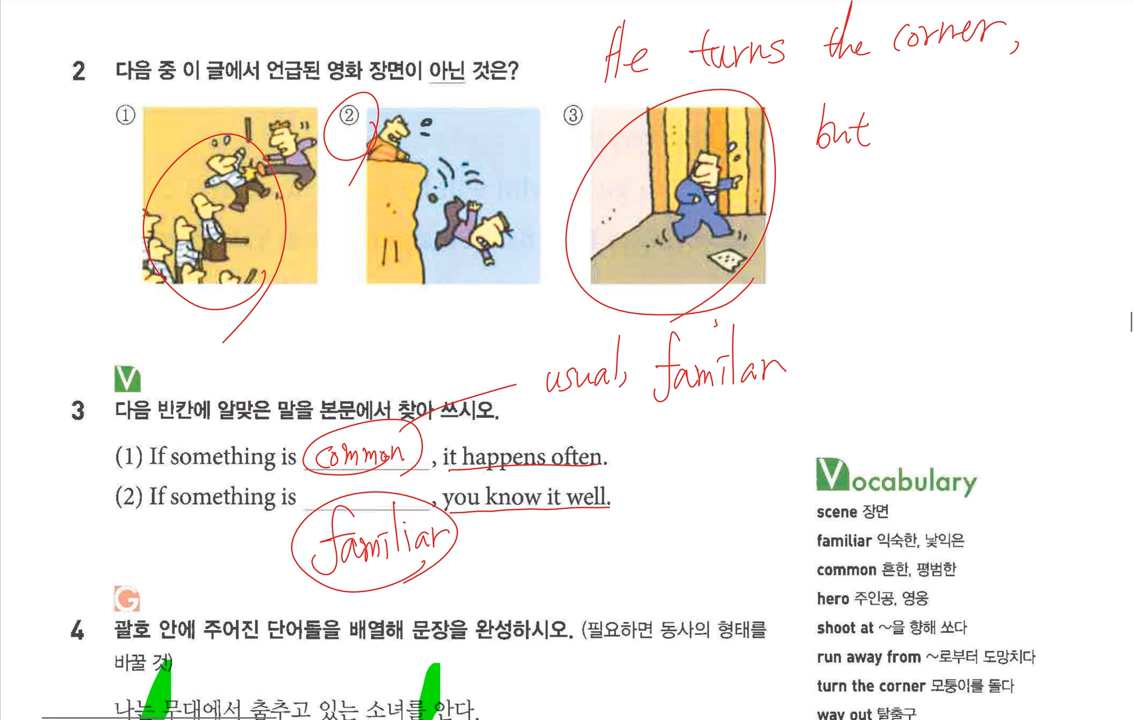 He turns the corner,
but
2 다음 중 이 글에서 언급된 영화 장면이 아닌 것은?
① ② ③
usual, familar
V
3 다음 빈칸에 알맞은 말을 본문에서 찾아 쓰시오.
(1) If something is common, it happens often.
(2) If something is ________, you know it well.
familiar
G
4 괄호 안에 주어진 단어들을 배열해 문장을 완성하시오. (필요하면 동사의 형태를
바꿀 것)
나는 무대에서 춤추고 있는 소녀를 안다.
Vocabulary
scene 장면
familiar 익숙한, 낯익은
common 흔한, 평범한
hero 주인공, 영웅
shoot at ~을 향해 쏘다
run away from ~로부터 도망치다
turn the corner 모퉁이를 돌다
way out 탈출구